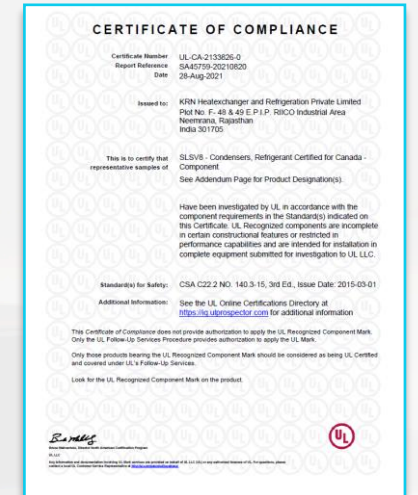 CERTIFICATE OF COMPLIANCE
Certificate Number UL-CA-2133826-0
Report Reference SA45759-20210820
Date 28-Aug-2021
Issued to: KRN Heatexchanger and Refrigeration Private Limited
Plot No. F- 48 & 49 E.P.I.P. RIICO Industrial Area
Neemrana, Rajasthan
India 301705
This is to certify that SLSV8 - Condensers, Refrigerant Certified for Canada -
representative samples of Component
See Addendum Page for Product Designation(s).
Have been investigated by UL in accordance with the
component requirements in the Standard(s) indicated on
this Certificate. UL Recognized components are incomplete
in certain constructional features or restricted in
performance capabilities and are intended for installation in
complete equipment submitted for investigation to UL LLC.
Standard(s) for Safety: CSA C22.2 NO. 140.3-15, 3rd Ed., Issue Date: 2015-03-01
Additional Information: See the UL Online Certifications Directory at
https://iq.ulprospector.com for additional information
This Certificate of Compliance does not provide authorization to apply the UL Recognized Component Mark.
Only the UL Follow-Up Services Procedure provides authorization to apply the UL Mark.
Only those products bearing the UL Recognized Component Mark should be considered as being UL Certified
and covered under UL's Follow-Up Services.
Look for the UL Recognized Component Mark on the product.
UL